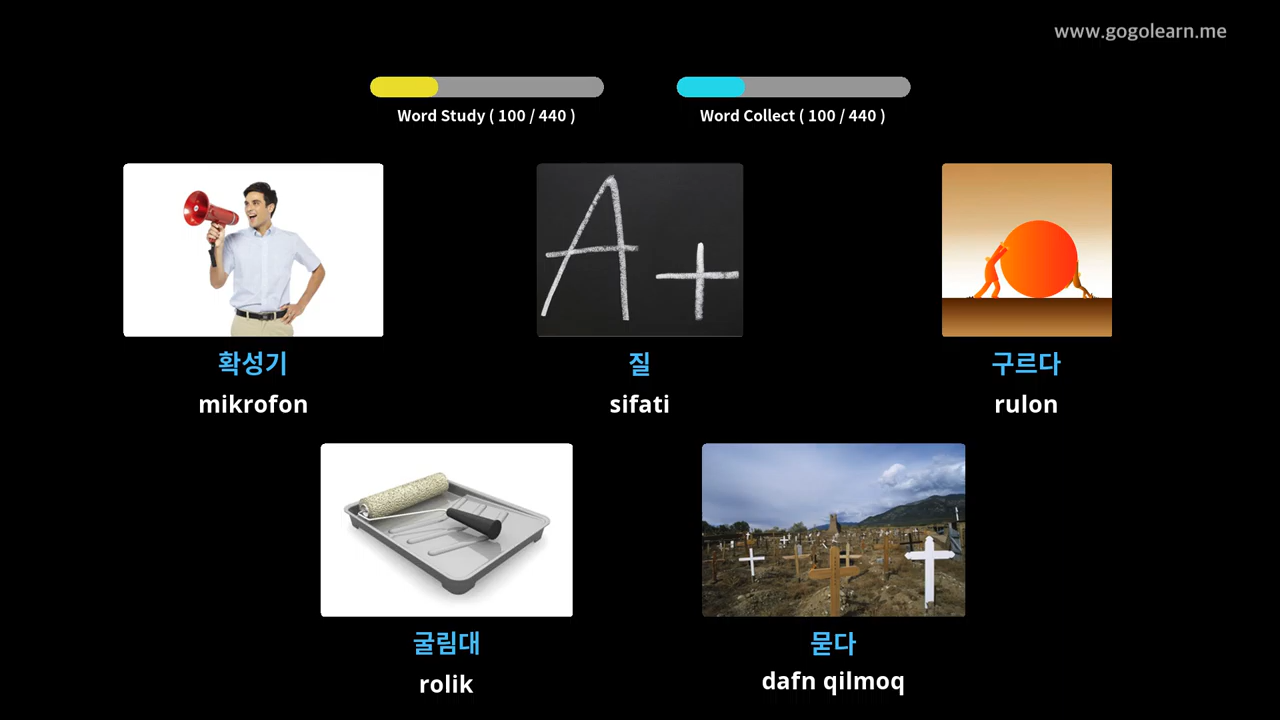 www.gogolearn.me
Word Study ( 100 / 440 )
Word Collect ( 100 / 440 )
A+
확성기
mikrofon
질
sifati
구르다
rulon
굴림대
rolik
묻다
dafn qilmoq